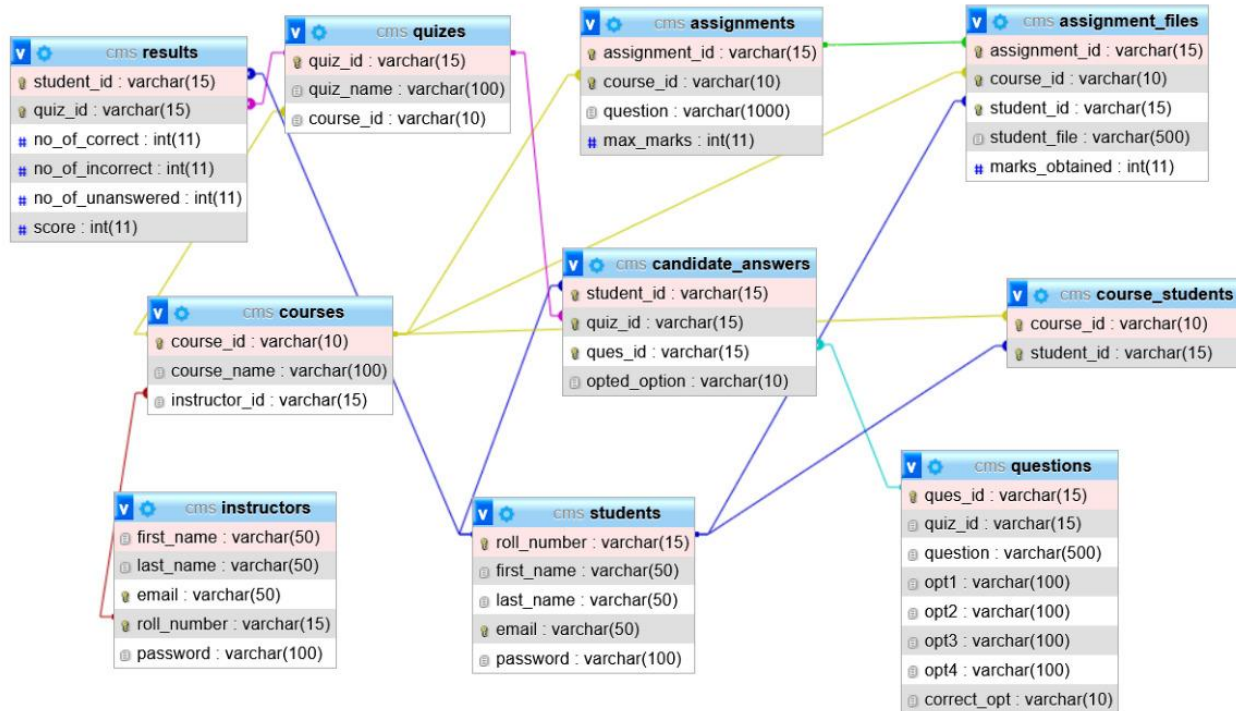 cms results
student_id : varchar(15)
quiz_id : varchar(15)
# no_of_correct : int(11)
# no_of_incorrect : int(11)
# no_of_unanswered : int(11)
# score : int(11)
cms quizes
quiz_id : varchar(15)
quiz_name : varchar(100)
course_id : varchar(10)
cms assignments
assignment_id : varchar(15)
course_id : varchar(10)
question : varchar(1000)
# max_marks : int(11)
cms assignment_files
assignment_id : varchar(15)
course_id : varchar(10)
student_id : varchar(15)
student_file : varchar(500)
# marks_obtained : int(11)
cms courses
course_id : varchar(10)
course_name : varchar(100)
instructor_id : varchar(15)
cms candidate_answers
student_id : varchar(15)
quiz_id : varchar(15)
ques_id : varchar(15)
opted_option : varchar(10)
cms course_students
course_id : varchar(10)
student_id : varchar(15)
cms instructors
first_name : varchar(50)
last_name : varchar(50)
email : varchar(50)
roll_number : varchar(15)
password : varchar(100)
cms students
roll_number : varchar(15)
first_name : varchar(50)
last_name : varchar(50)
email : varchar(50)
password : varchar(100)
cms questions
ques_id : varchar(15)
quiz_id : varchar(15)
question : varchar(500)
opt1 : varchar(100)
opt2 : varchar(100)
opt3 : varchar(100)
opt4 : varchar(100)
correct_opt : varchar(10)